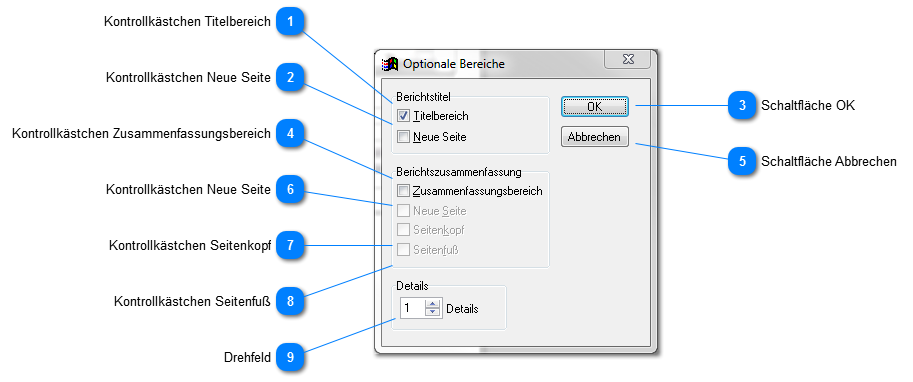 Kontrollkästchen Titelbereich 1
Kontrollkästchen Neue Seite 2
Kontrollkästchen Zusammenfassungsbereich 4
Kontrollkästchen Neue Seite 6
Kontrollkästchen Seitenkopf 7
Kontrollkästchen Seitenfuß 8
Drehfeld 9
Optionale Bereiche
Berichtstitel
Titelbereich
Neue Seite
Berichtszusammenfassung
Zusammenfassungsbereich
Neue Seite
Seitenkopf
Seitenfuß
Details
1 Details
OK
Abbrechen
3 Schaltfläche OK
5 Schaltfläche Abbrechen